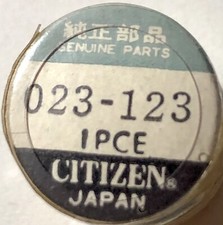 純正部品
GENUINE PARTS
023-123
1PCE
CITIZEN®
JAPAN